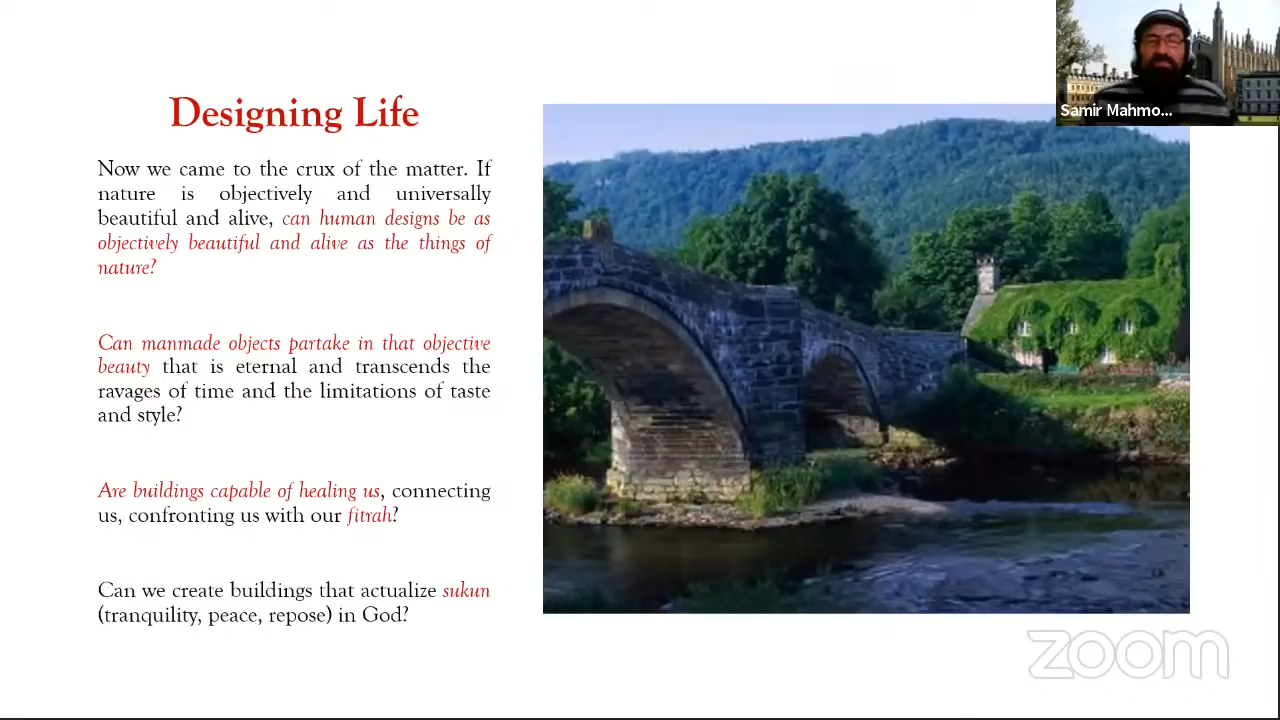 Designing Life
Now we came to the crux of the matter. If
nature is objectively and universally
beautiful and alive, can human designs be as
objectively beautiful and alive as the things of
nature?
Can manmade objects partake in that objective
beauty that is eternal and transcends the
ravages of time and the limitations of taste
and style?
Are buildings capable of healing us, connecting
us, confronting us with our fitrah?
Can we create buildings that actualize sukun
(tranquility, peace, repose) in God?
Samir Mahmo...
zoom